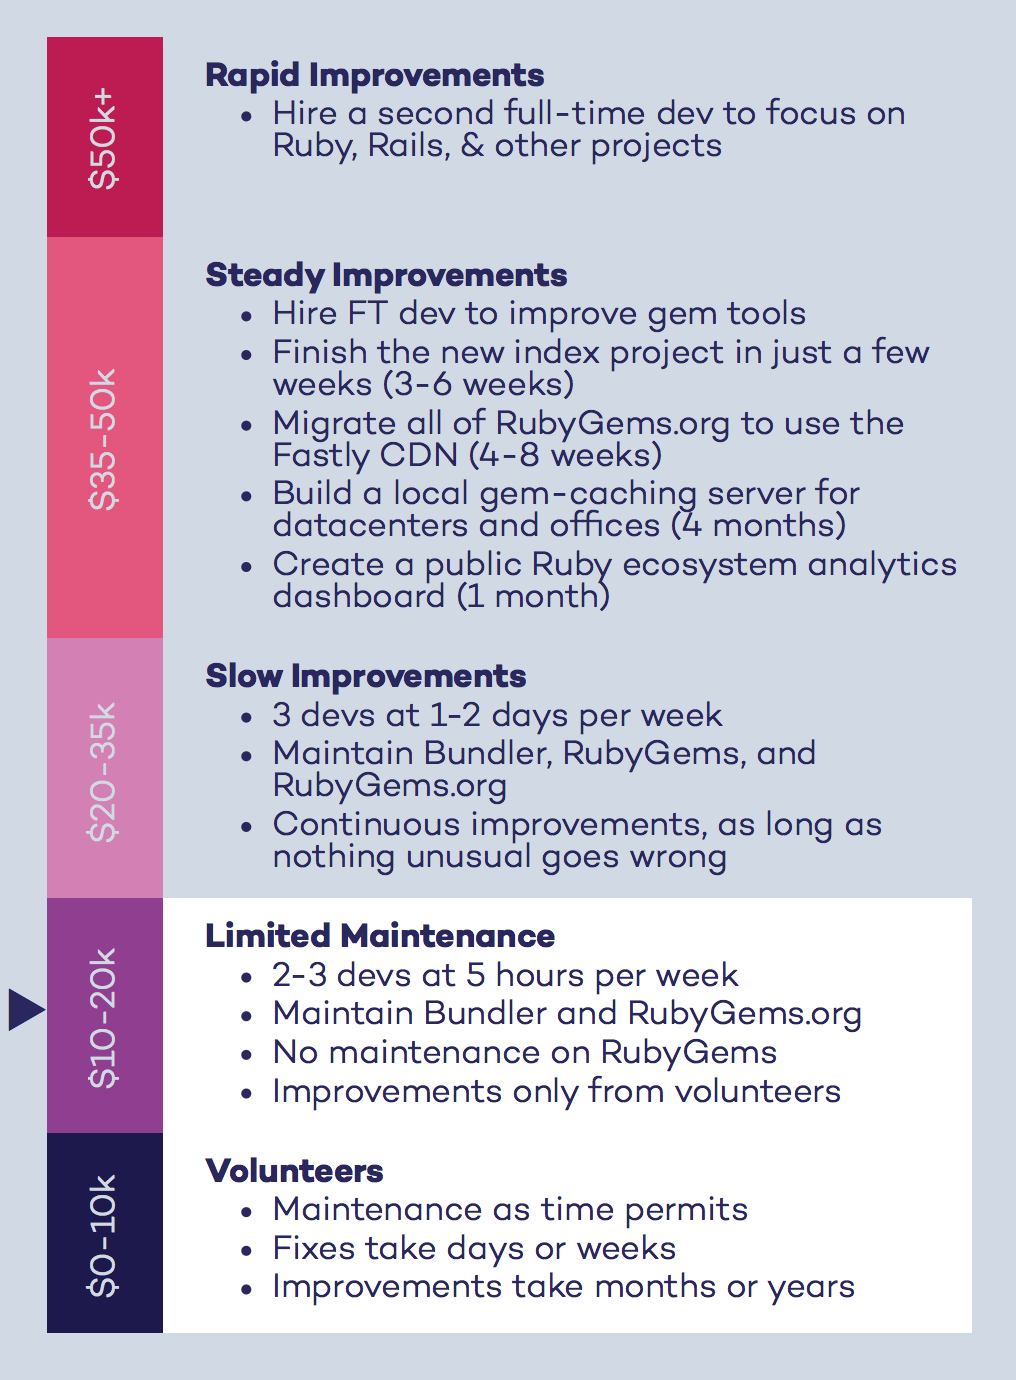 $50k+
Rapid Improvements
• Hire a second full-time dev to focus on
Ruby, Rails, & other projects
$35-50k
Steady Improvements
• Hire FT dev to improve gem tools
• Finish the new index project in just a few
weeks (3-6 weeks)
• Migrate all of RubyGems.org to use the
Fastly CDN (4-8 weeks)
• Build a local gem-caching server for
datacenters and offices (4 months)
• Create a public Ruby ecosystem analytics
dashboard (1 month)
$20-35k
Slow Improvements
• 3 devs at 1-2 days per week
• Maintain Bundler, RubyGems, and
RubyGems.org
• Continuous improvements, as long as
nothing unusual goes wrong
$10-20k
Limited Maintenance
• 2-3 devs at 5 hours per week
• Maintain Bundler and RubyGems.org
• No maintenance on RubyGems
• Improvements only from volunteers
$0-10k
Volunteers
• Maintenance as time permits
• Fixes take days or weeks
• Improvements take months or years